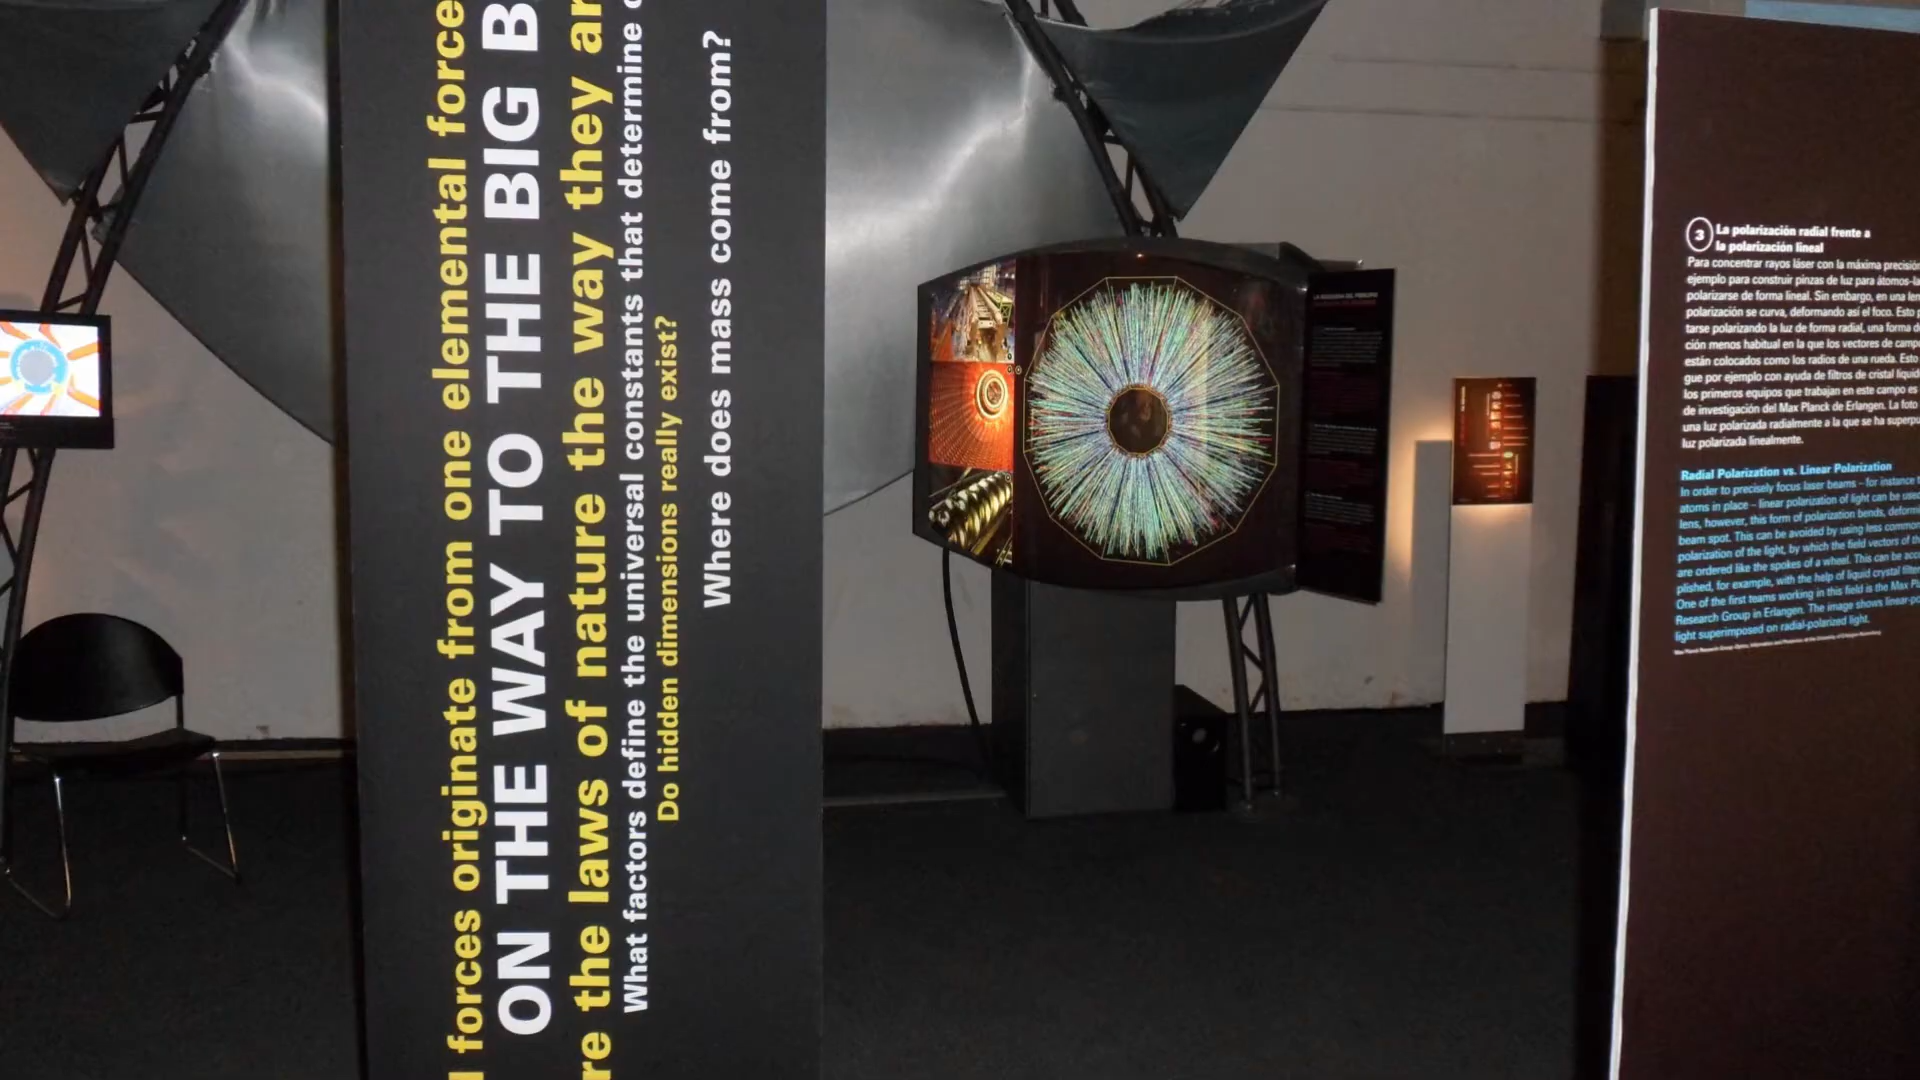 l forces originate from one elemental force
ON THE WAY TO THE BIG B
re the laws of nature the way they ar
What factors define the universal constants that determine
Do hidden dimensions really exist?
Where does mass come from?
3 La polarización radial frente a
la polarización lineal
Para concentrar rayos láser con la máxima precisión
ejemplo para construir pinzas de luz para átomos-la
polarizarse de forma lineal. Sin embargo, en una len
polarización se curva, deformando así el foco. Esto p
tarse polarizando la luz de forma radial, una forma d
ción menos habitual en la que los vectores de campo
están colocados como los radios de una rueda. Esto
gue por ejemplo con ayuda de filtros de cristal líquid
los primeros equipos que trabajan en este campo es
de investigación del Max Planck de Erlangen. La foto
una luz polarizada radialmente a la que se ha superpu
luz polarizada linealmente.
Radial Polarization vs. Linear Polarization
In order to precisely focus laser beams – for instance t
atoms in place – linear polarization of light can be used
lens, however, this form of polarization bends, deformi
beam spot. This can be avoided by using less common
polarization of the light, by which the field vectors of th
are ordered like the spokes of a wheel. This can be acc
plished, for example, with the help of liquid crystal filter
One of the first teams working in this field is the Max Pl
Research Group in Erlangen. The image shows linear-po
light superimposed on radial-polarized light.